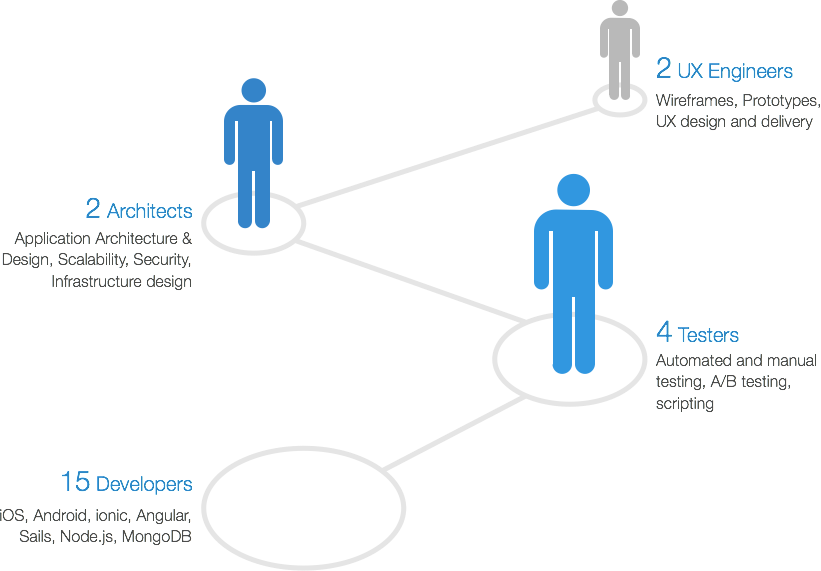 2 UX Engineers
Wireframes, Prototypes,
UX design and delivery
2 Architects
Application Architecture &
Design, Scalability, Security,
Infrastructure design
4 Testers
Automated and manual
testing, A/B testing,
scripting
15 Developers
iOS, Android, ionic, Angular,
Sails, Node.js, MongoDB